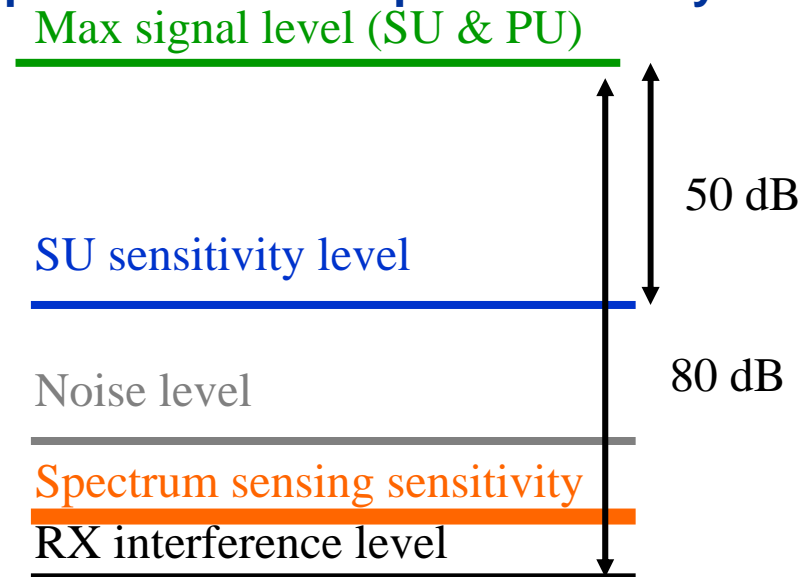 Max signal level (SU & PU)
50 dB
SU sensitivity level
80 dB
Noise level
Spectrum sensing sensitivity
RX interference level